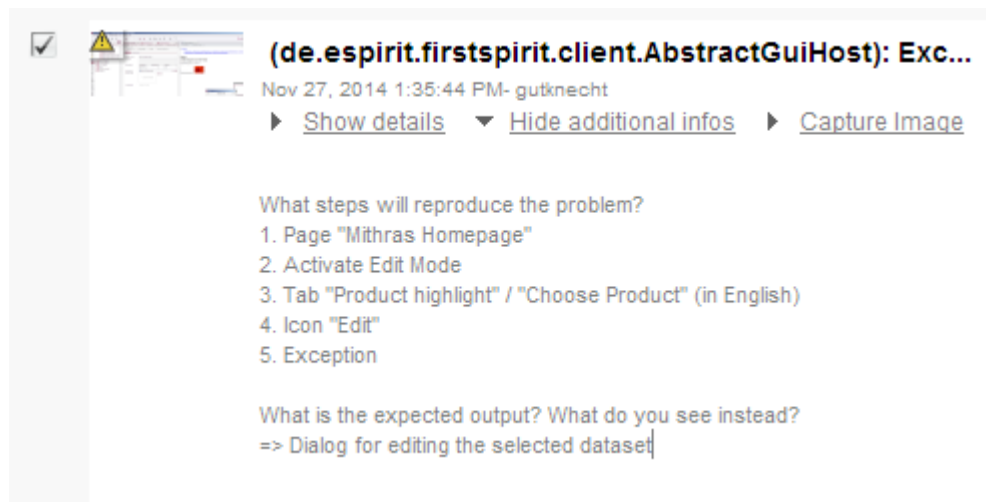 (de.espirit.firstspirit.client.AbstractGuiHost): Exc...
Nov 27, 2014 1:35:44 PM- gutknecht
Show details Hide additional infos Capture Image
What steps will reproduce the problem?
1. Page "Mithras Homepage"
2. Activate Edit Mode
3. Tab "Product highlight" / "Choose Product" (in English)
4. Icon "Edit"
5. Exception
What is the expected output? What do you see instead?
=> Dialog for editing the selected dataset